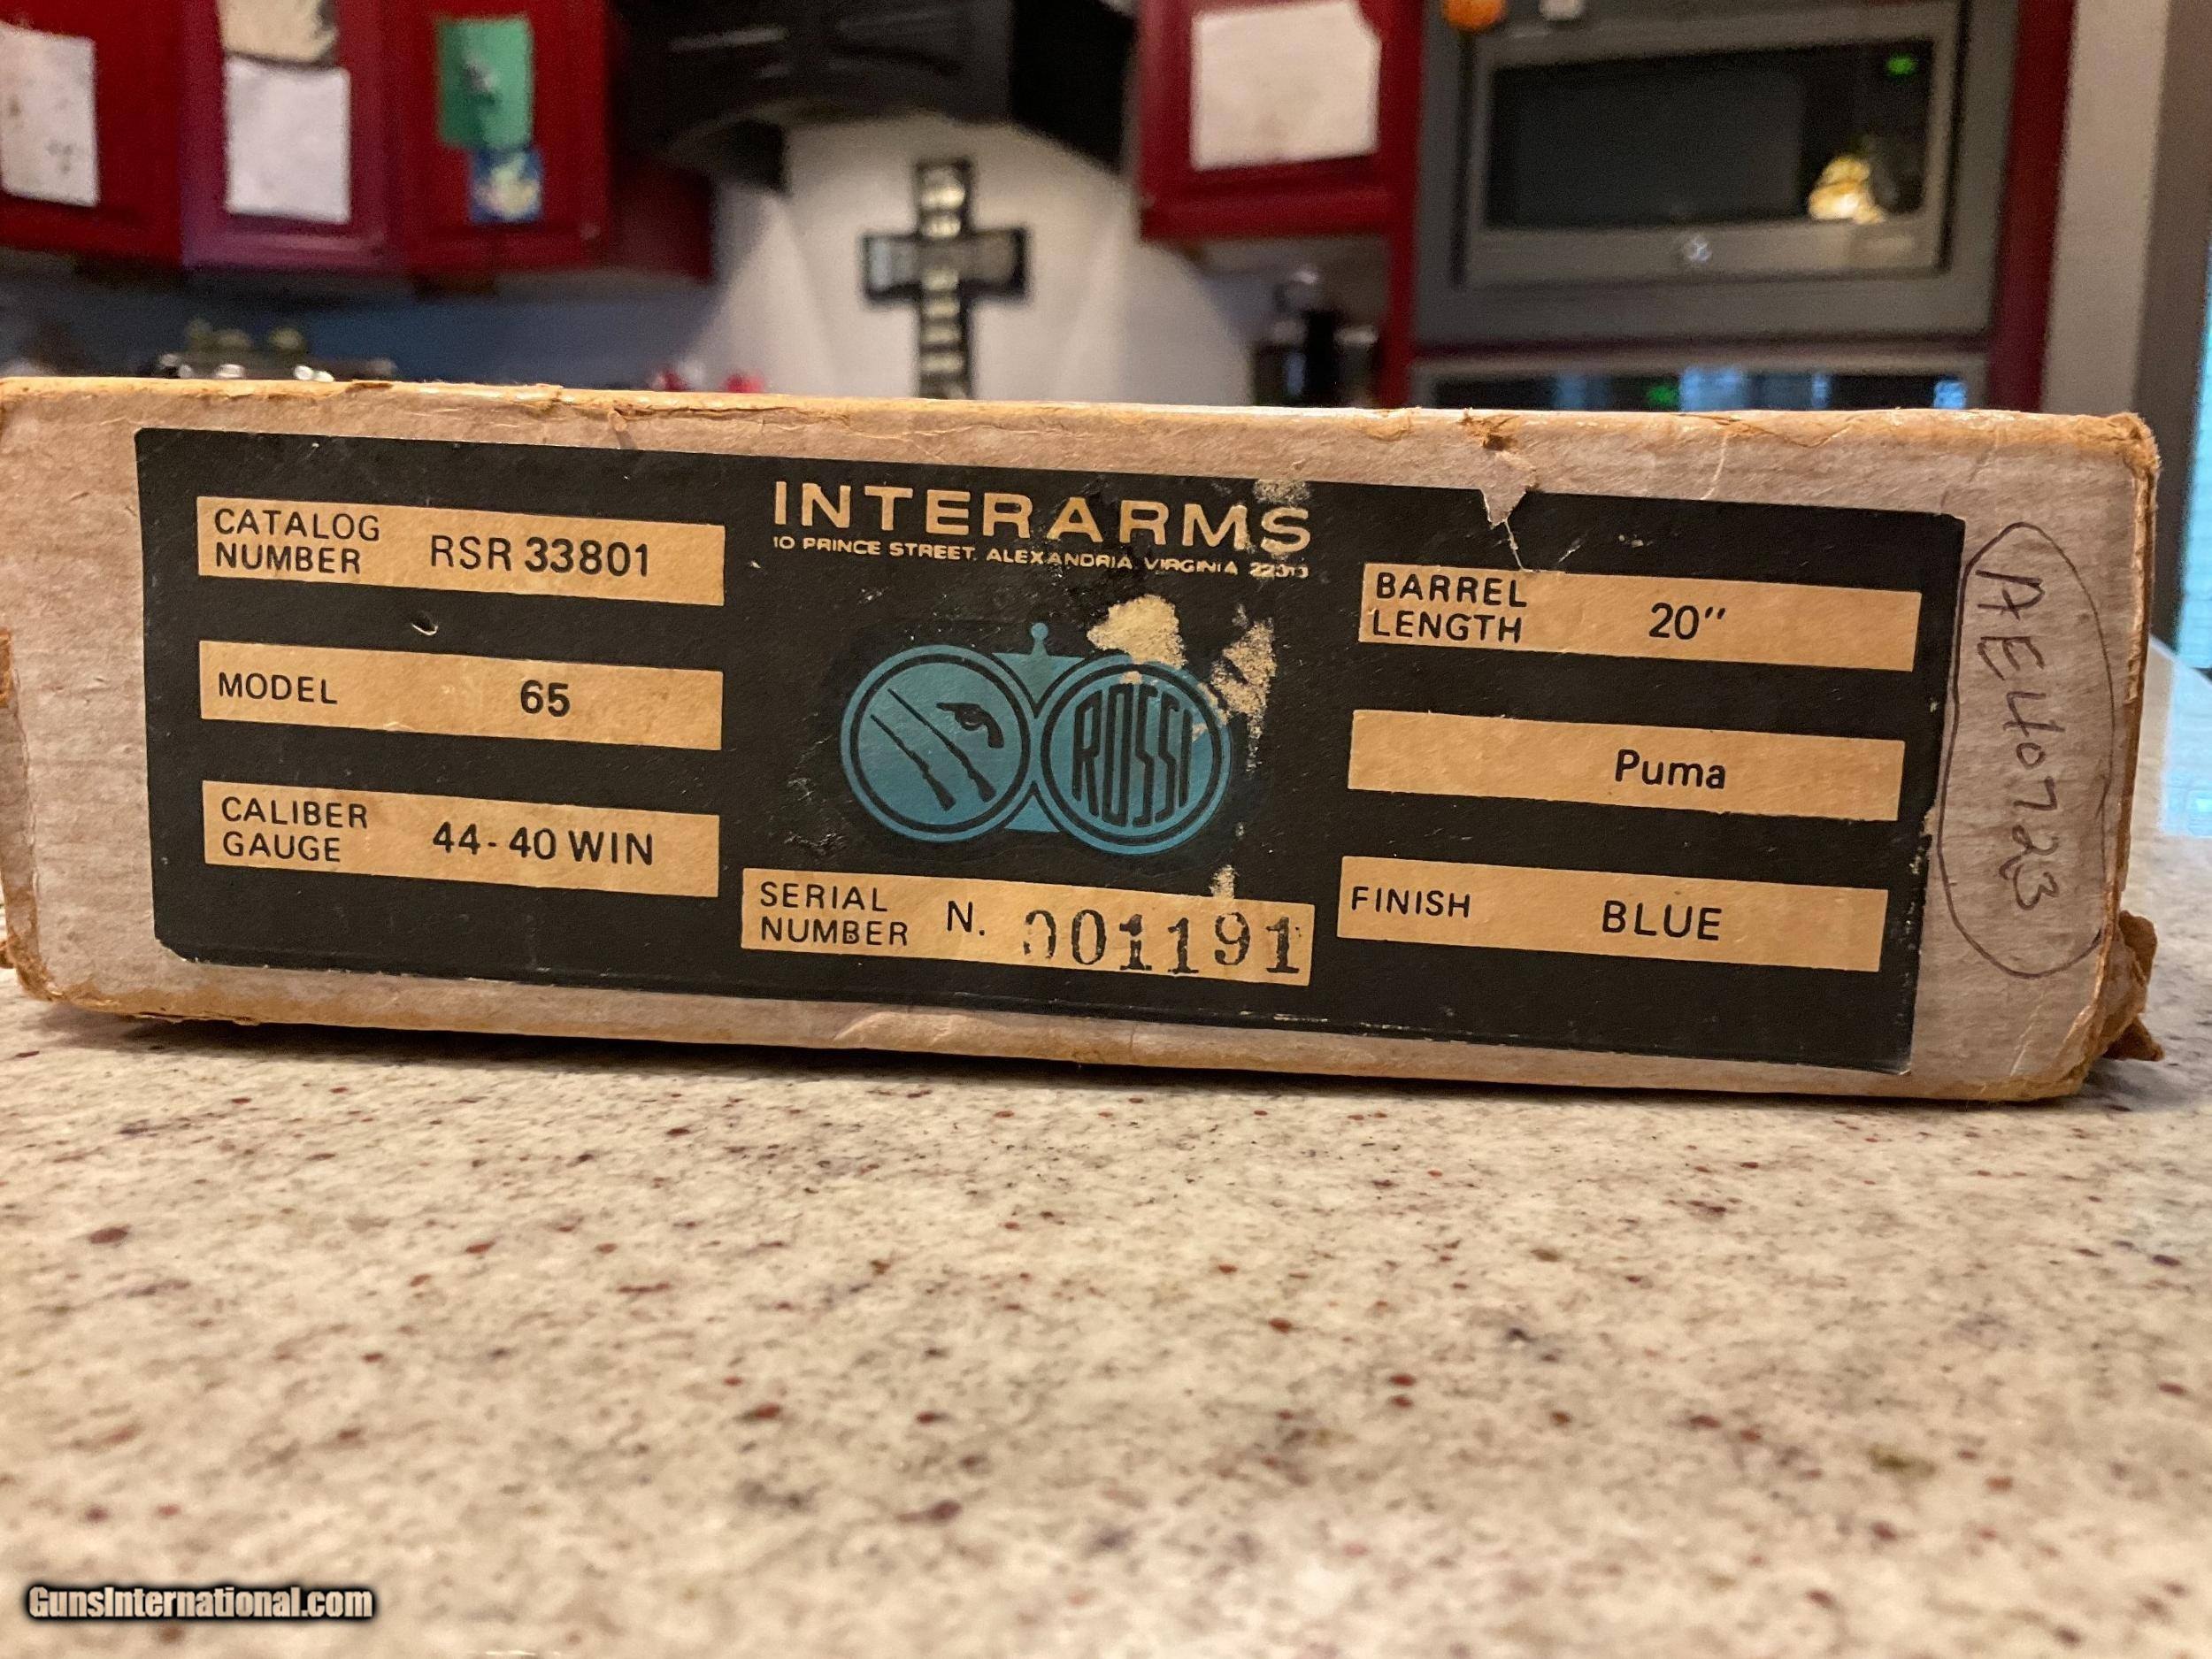 INTERARMS
10 PRINCE STREET, ALEXANDRIA, VIRGINIA 22313
CATALOG
NUMBER RSR 33801
MODEL 65
CALIBER
GAUGE 44-40 WIN
ROSSI
SERIAL
NUMBER N. 001191
BARREL
LENGTH 20"
Puma
FINISH BLUE
AE40723
GunsInternational.com